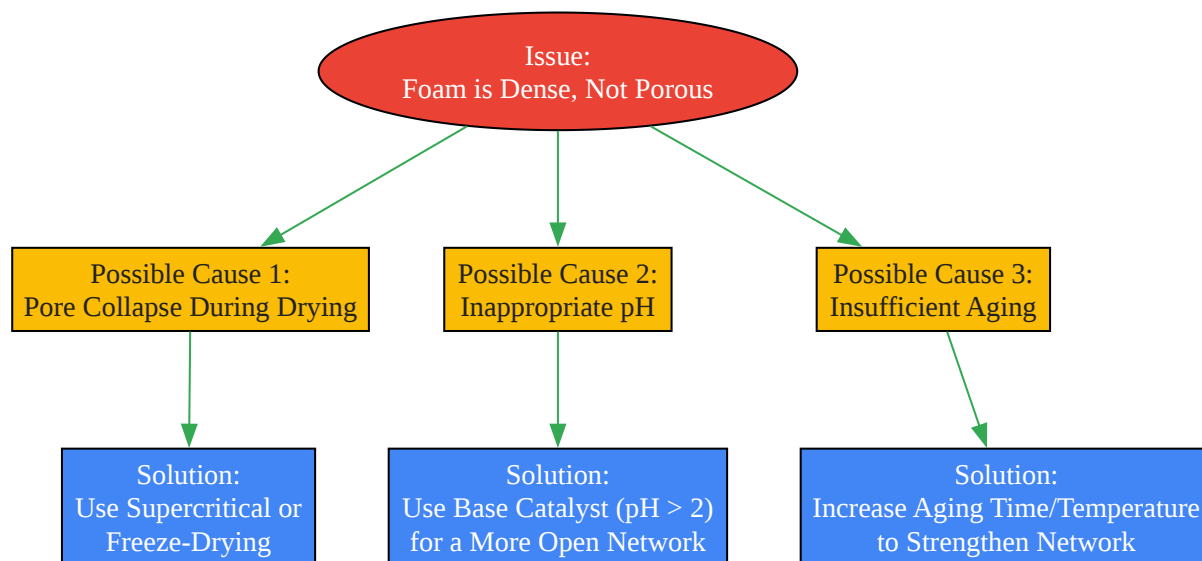 Issue:
Foam is Dense, Not Porous
Possible Cause 1:
Pore Collapse During Drying
Possible Cause 2:
Inappropriate pH
Possible Cause 3:
Insufficient Aging
Solution:
Use Supercritical or
Freeze-Drying
Solution:
Use Base Catalyst (pH > 2)
for a More Open Network
Solution:
Increase Aging Time/Temperature
to Strengthen Network